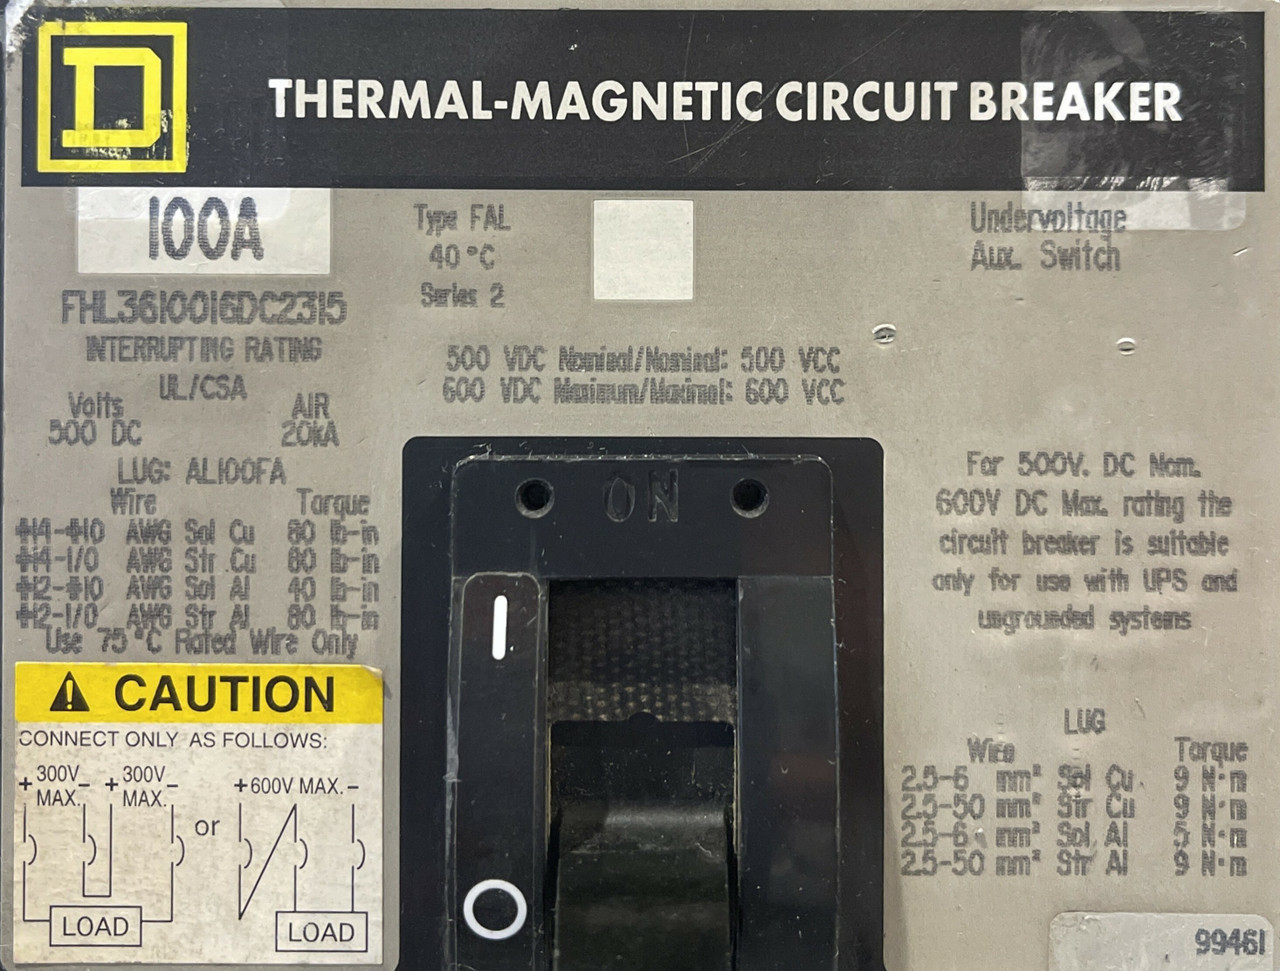 D
THERMAL-MAGNETIC CIRCUIT BREAKER
100A
FHL3610016DC2315
INTERRUPTING RATING
UL/CSA
Volts AIR
500 DC 20kA
LUG: AL100FA
Wire Torque
#14-#10 AWG Sol Cu 80 lb-in
#14-1/0 AWG Str Cu 80 lb-in
#12-#10 AWG Sol Al 40 lb-in
#12-1/0 AWG Str Al 80 lb-in
Use 75°C Rated Wire Only
Type FAL
40°C
Series 2
Undervoltage
Aux. Switch
500 VDC Nominal/Nominal: 500 VCC
600 VDC Maximum/Maximal: 600 VCC
ON
I
O
For 500V. DC Nom.
600V DC Max. rating the
circuit breaker is suitable
only for use with UPS and
ungrounded systems
LUG
Wire Torque
2.5-6 mm² Sol Cu 9 N·m
2.5-50 mm² Str Cu 9 N·m
2.5-6 mm² Sol Al 5 N·m
2.5-50 mm² Str Al 9 N·m
99461
CAUTION
CONNECT ONLY AS FOLLOWS:
+ 300V MAX. - + 300V MAX. -
or
+ 600V MAX. -
LOAD
LOAD